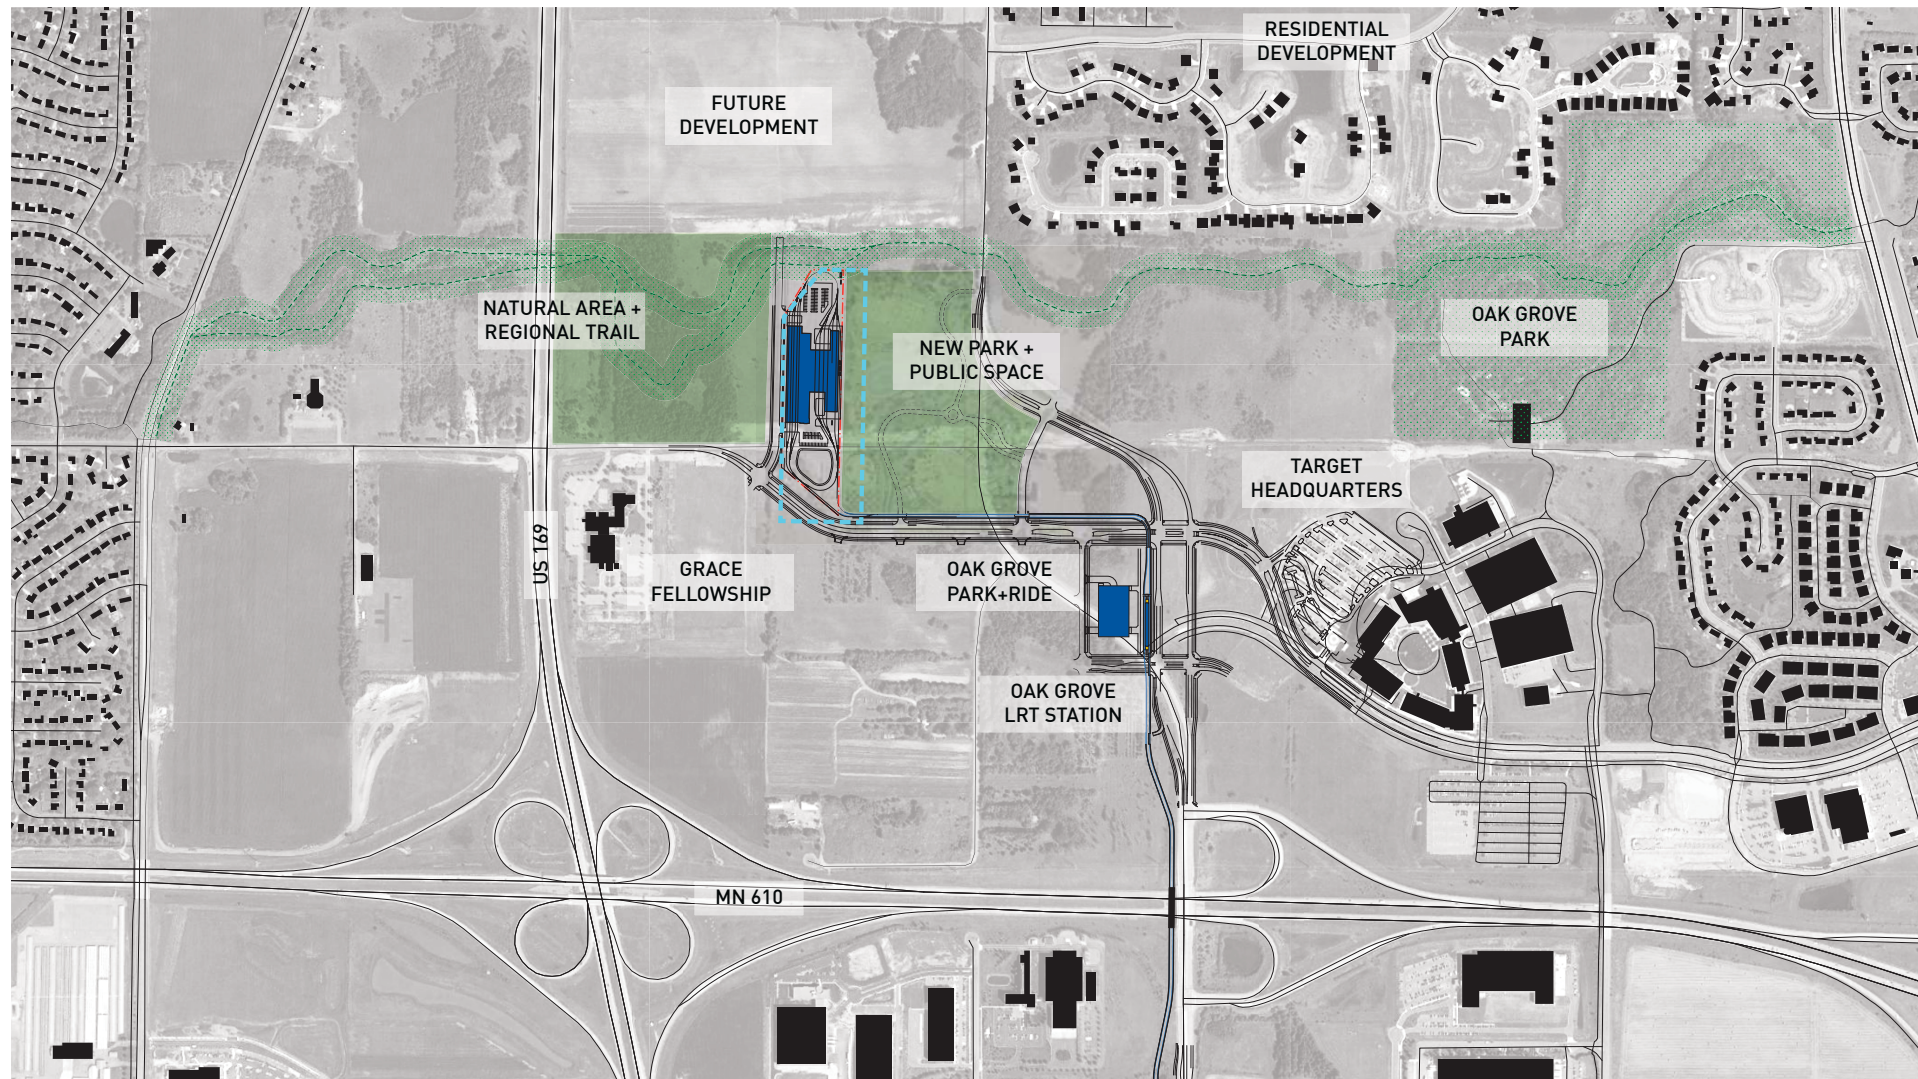 RESIDENTIAL
DEVELOPMENT
FUTURE
DEVELOPMENT
NATURAL AREA +
REGIONAL TRAIL
NEW PARK +
PUBLIC SPACE
OAK GROVE
PARK
TARGET
HEADQUARTERS
US 169
GRACE
FELLOWSHIP
OAK GROVE
PARK+RIDE
OAK GROVE
LRT STATION
MN 610